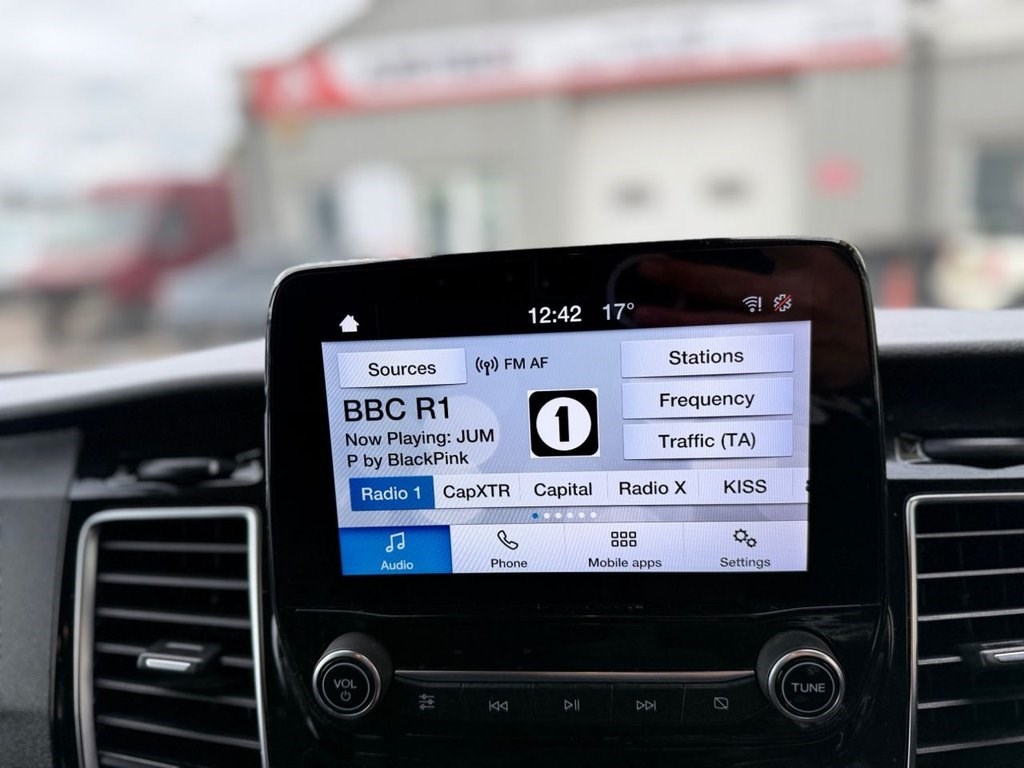 12:42 17°
Sources
FM AF
Stations
BBC R1
1
Frequency
Now Playing: JUM
P by BlackPink
Traffic (TA)
Radio 1 CapXTR Capital Radio X KISS
Audio Phone Mobile apps Settings
VOL
TUNE